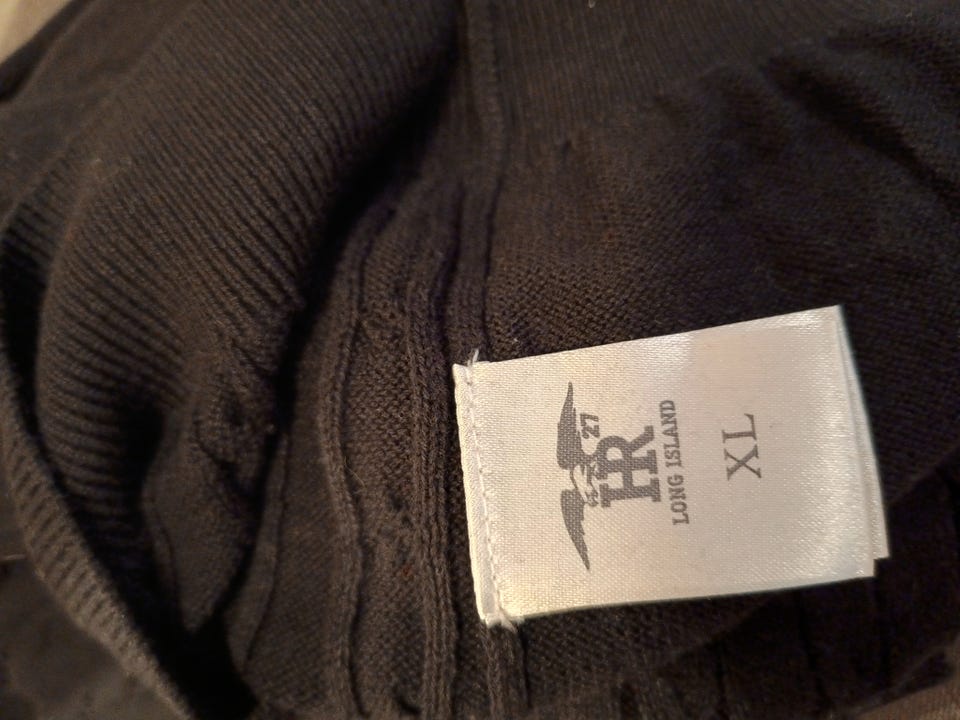 27
HR
LONG ISLAND
XL